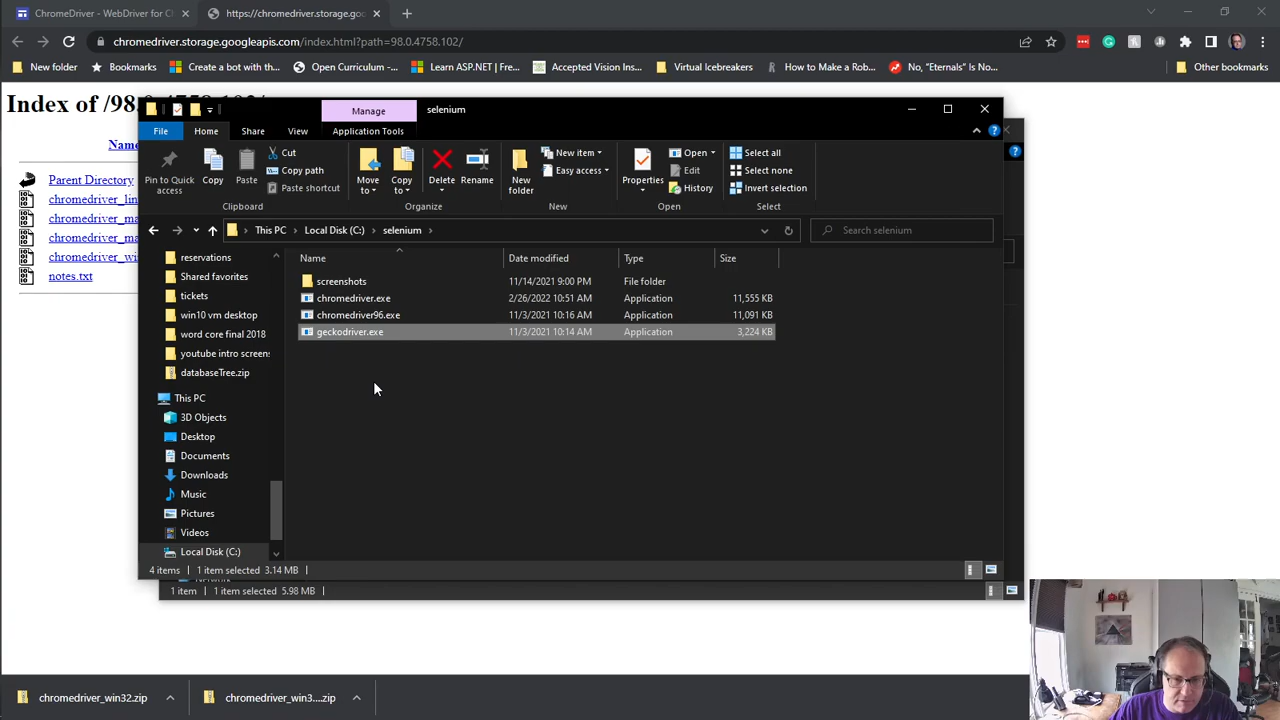 ChromeDriver - WebDriver for C
https://chromedriver.storage.goo
chromedriver.storage.googleapis.com/index.html?path=98.0.4758.102/
New folder
Bookmarks
Create a bot with th...
Open Curriculum...
Learn ASP.NET | Fre...
Accepted Vision Ins...
Virtual Icebreakers
How to Make a Rob...
No, "Eternals" Is No...
Other bookmarks
Index of /98.0.4758.102/
Manage
selenium
File
Home
Share
View
Application Tools
Pin to Quick access
Copy
Paste
Cut
Copy path
Paste shortcut
Clipboard
Move to
Copy to
Delete
Rename
Organize
New folder
New item
Easy access
New
Properties
Open
Edit
History
Open
Select all
Select none
Invert selection
Select
Name
Parent Directory
chromedriver_lin
chromedriver_ma
chromedriver_ma
chromedriver_wi
notes.txt
This PC
Local Disk (C:)
selenium
Search selenium
reservations
Shared favorites
tickets
win10 vm desktop
word core final 2018
youtube intro screens
databaseTree.zip
This PC
3D Objects
Desktop
Documents
Downloads
Music
Pictures
Videos
Local Disk (C:)
Name Date modified Type Size
screenshots 11/14/2021 9:00 PM File folder
chromedriver.exe 2/26/2022 10:51 AM Application 11,555 KB
chromedriver96.exe 11/3/2021 10:16 AM Application 11,091 KB
geckodriver.exe 11/3/2021 10:14 AM Application 3,224 KB
4 items 1 item selected 3.14 MB
1 item 1 item selected 5.98 MB
chromedriver_win32.zip
chromedriver_win3....zip